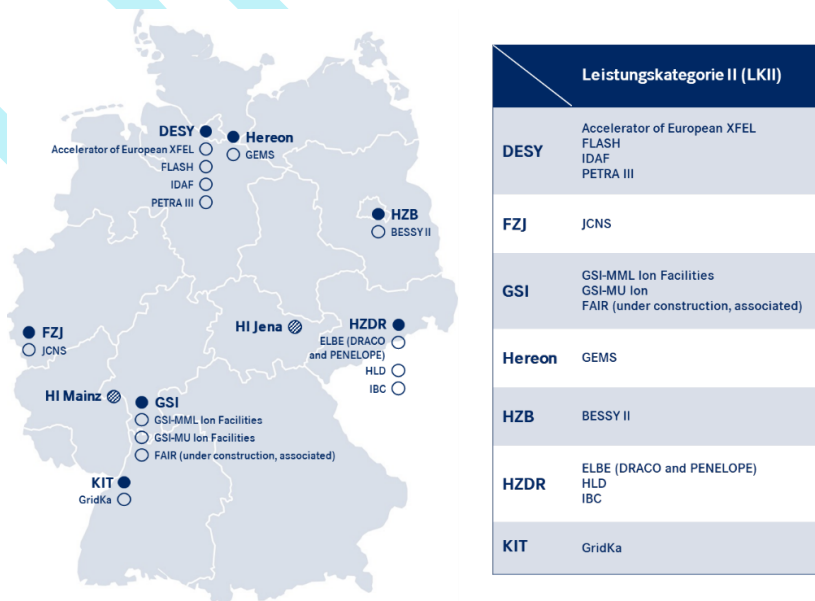 DESY
Accelerator of European XFEL
FLASH
IDAF
PETRA III
Hereon
GEMS
HZB
BESSY II
FZJ
JCNS
HI Jena
HZDR
ELBE (DRACO
and PENELOPE)
HLD
IBC
HI Mainz
GSI
GSI-MML Ion Facilities
GSI-MU Ion Facilities
FAIR (under construction, associated)
KIT
GridKa
Leistungskategorie II (LKII)
DESY
Accelerator of European XFEL
FLASH
IDAF
PETRA III
FZJ
JCNS
GSI
GSI-MML Ion Facilities
GSI-MU Ion
FAIR (under construction, associated)
Hereon
GEMS
HZB
BESSY II
HZDR
ELBE (DRACO and PENELOPE)
HLD
IBC
KIT
GridKa